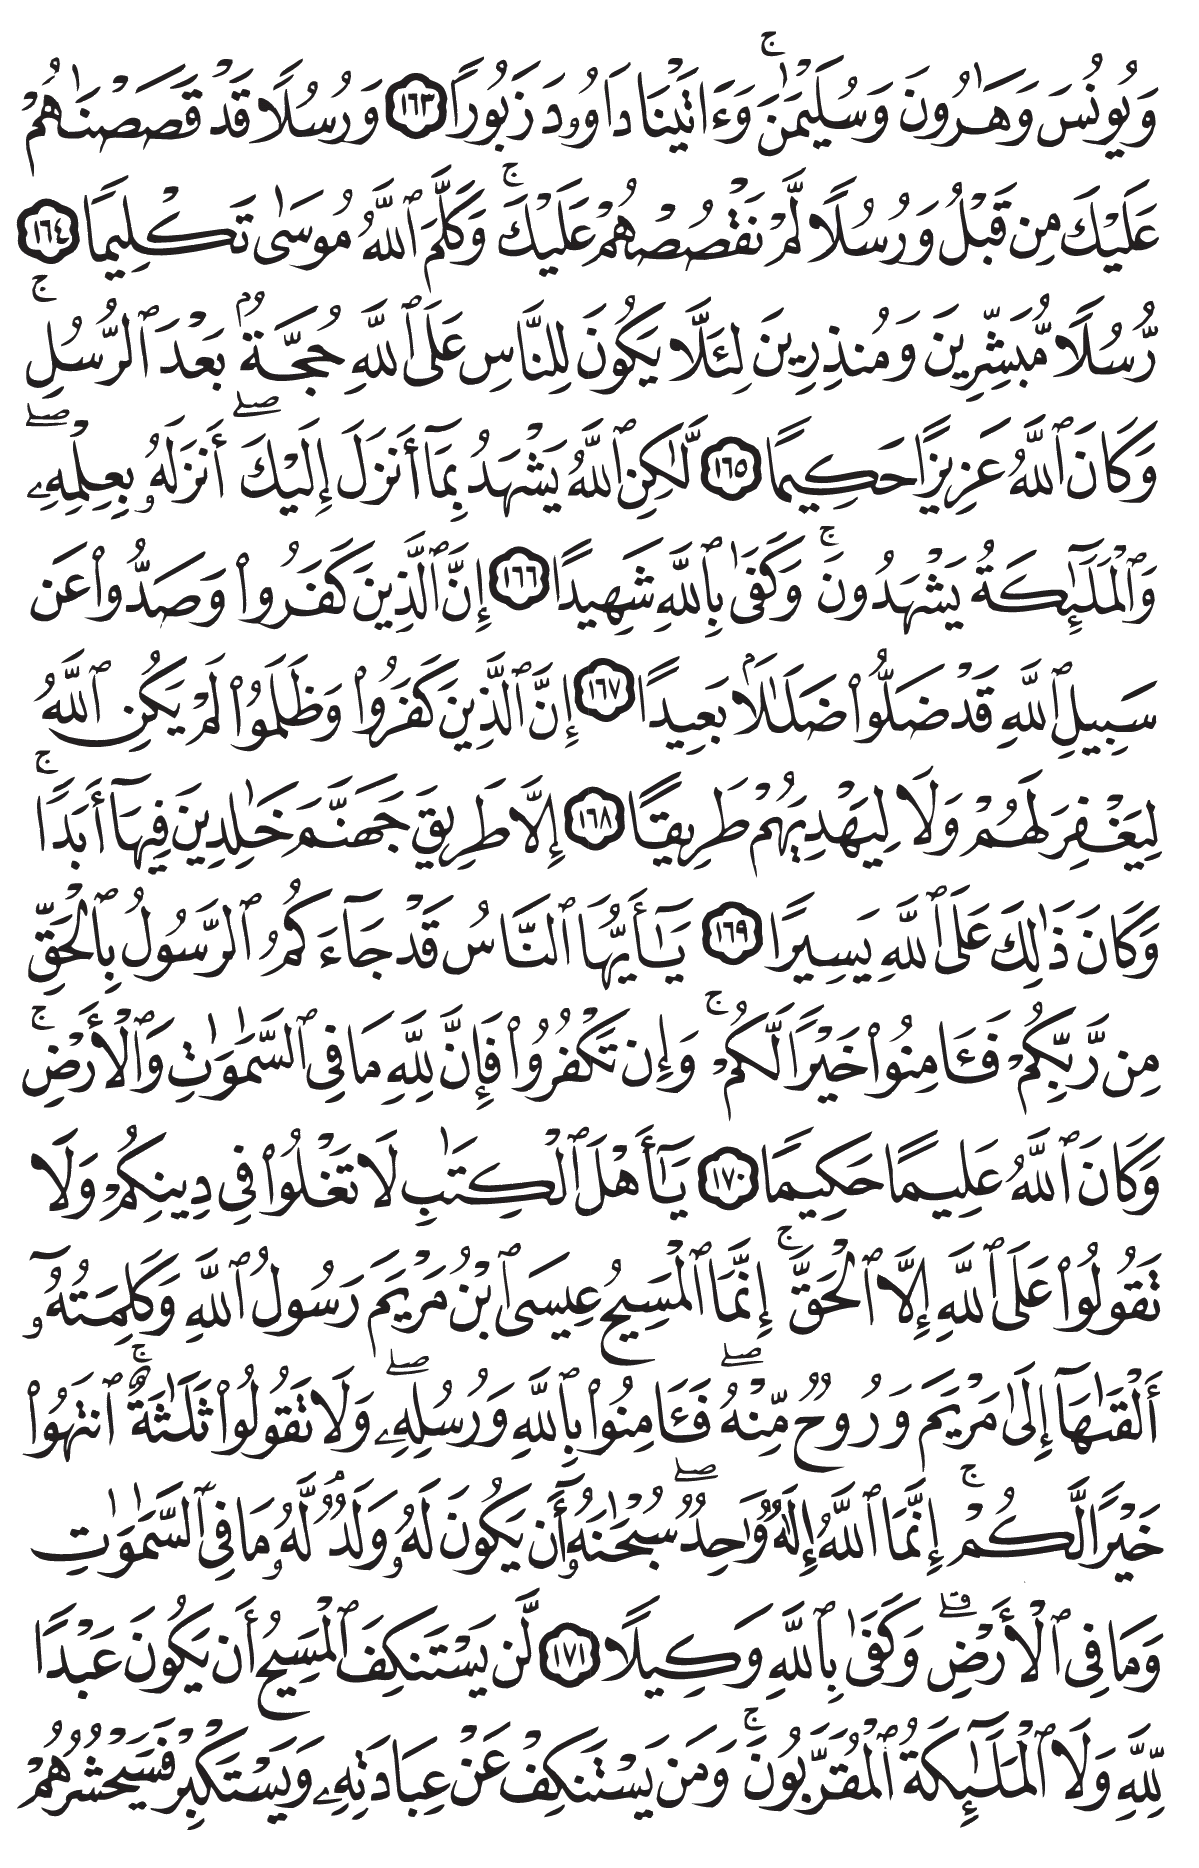 وَيُونُسَ وَهَـٰرُونَ وَسُلَيْمَـٰنَ ۚ وَءَاتَيْنَا دَاوُۥدَ زَبُورًا ١٦٣ وَرُسُلًا قَدْ قَصَصْنَـٰهُمْ
عَلَيْكَ مِن قَبْلُ وَرُسُلًا لَّمْ نَقْصُصْهُمْ عَلَيْكَ ۚ وَكَلَّمَ ٱللَّهُ مُوسَىٰ تَكْلِيمًا ١٦٤
رُّسُلًا مُّبَشِّرِينَ وَمُنذِرِينَ لِئَلَّا يَكُونَ لِلنَّاسِ عَلَى ٱللَّهِ حُجَّةٌۢ بَعْدَ ٱلرُّسُلِ ۚ
وَكَانَ ٱللَّهُ عَزِيزًا حَكِيمًا ١٦٥ لَّـٰكِنِ ٱللَّهُ يَشْهَدُ بِمَآ أَنزَلَ إِلَيْكَ ۖ أَنزَلَهُۥ بِعِلْمِهِۦ ۖ
وَٱلْمَلَـٰٓئِكَةُ يَشْهَدُونَ ۚ وَكَفَىٰ بِٱللَّهِ شَهِيدًا ١٦٦ إِنَّ ٱلَّذِينَ كَفَرُوا۟ وَصَدُّوا۟ عَن
سَبِيلِ ٱللَّهِ قَدْ ضَلُّوا۟ ضَلَـٰلًۢا بَعِيدًا ١٦٧ إِنَّ ٱلَّذِينَ كَفَرُوا۟ وَظَلَمُوا۟ لَمْ يَكُنِ ٱللَّهُ
لِيَغْفِرَ لَهُمْ وَلَا لِيَهْدِيَهُمْ طَرِيقًا ١٦٨ إِلَّا طَرِيقَ جَهَنَّمَ خَـٰلِدِينَ فِيهَآ أَبَدًا ۚ
وَكَانَ ذَٰلِكَ عَلَى ٱللَّهِ يَسِيرًا ١٦٩ يَـٰٓأَيُّهَا ٱلنَّاسُ قَدْ جَآءَكُمُ ٱلرَّسُولُ بِٱلْحَقِّ
مِن رَّبِّكُمْ فَـَٔامِنُوا۟ خَيْرًا لَّكُمْ ۚ وَإِن تَكْفُرُوا۟ فَإِنَّ لِلَّهِ مَا فِى ٱلسَّمَـٰوَٰتِ وَٱلْأَرْضِ ۚ
وَكَانَ ٱللَّهُ عَلِيمًا حَكِيمًا ١٧٠ يَـٰٓأَهْلَ ٱلْكِتَـٰبِ لَا تَغْلُوا۟ فِى دِينِكُمْ وَلَا
تَقُولُوا۟ عَلَى ٱللَّهِ إِلَّا ٱلْحَقَّ ۚ إِنَّمَا ٱلْمَسِيحُ عِيسَى ٱبْنُ مَرْيَمَ رَسُولُ ٱللَّهِ وَكَلِمَتُهُۥٓ
أَلْقَىٰهَآ إِلَىٰ مَرْيَمَ وَرُوحٌ مِّنْهُ ۖ فَـَٔامِنُوا۟ بِٱللَّهِ وَرُسُلِهِۦ ۖ وَلَا تَقُولُوا۟ ثَلَـٰثَةٌ ۚ ٱنتَهُوا۟
خَيْرًا لَّكُمْ ۚ إِنَّمَا ٱللَّهُ إِلَـٰهٌ وَٰحِدٌ ۖ سُبْحَـٰنَهُۥٓ أَن يَكُونَ لَهُۥ وَلَدٌ ۘ لَّهُۥ مَا فِى ٱلسَّمَـٰوَٰتِ
وَمَا فِى ٱلْأَرْضِ ۗ وَكَفَىٰ بِٱللَّهِ وَكِيلًا ١٧١ لَّن يَسْتَنكِفَ ٱلْمَسِيحُ أَن يَكُونَ عَبْدًا
لِّلَّهِ وَلَا ٱلْمَلَـٰٓئِكَةُ ٱلْمُقَرَّبُونَ ۚ وَمَن يَسْتَنكِفْ عَنْ عِبَادَتِهِۦ وَيَسْتَكْبِرْ فَسَيَحْشُرُهُمْ